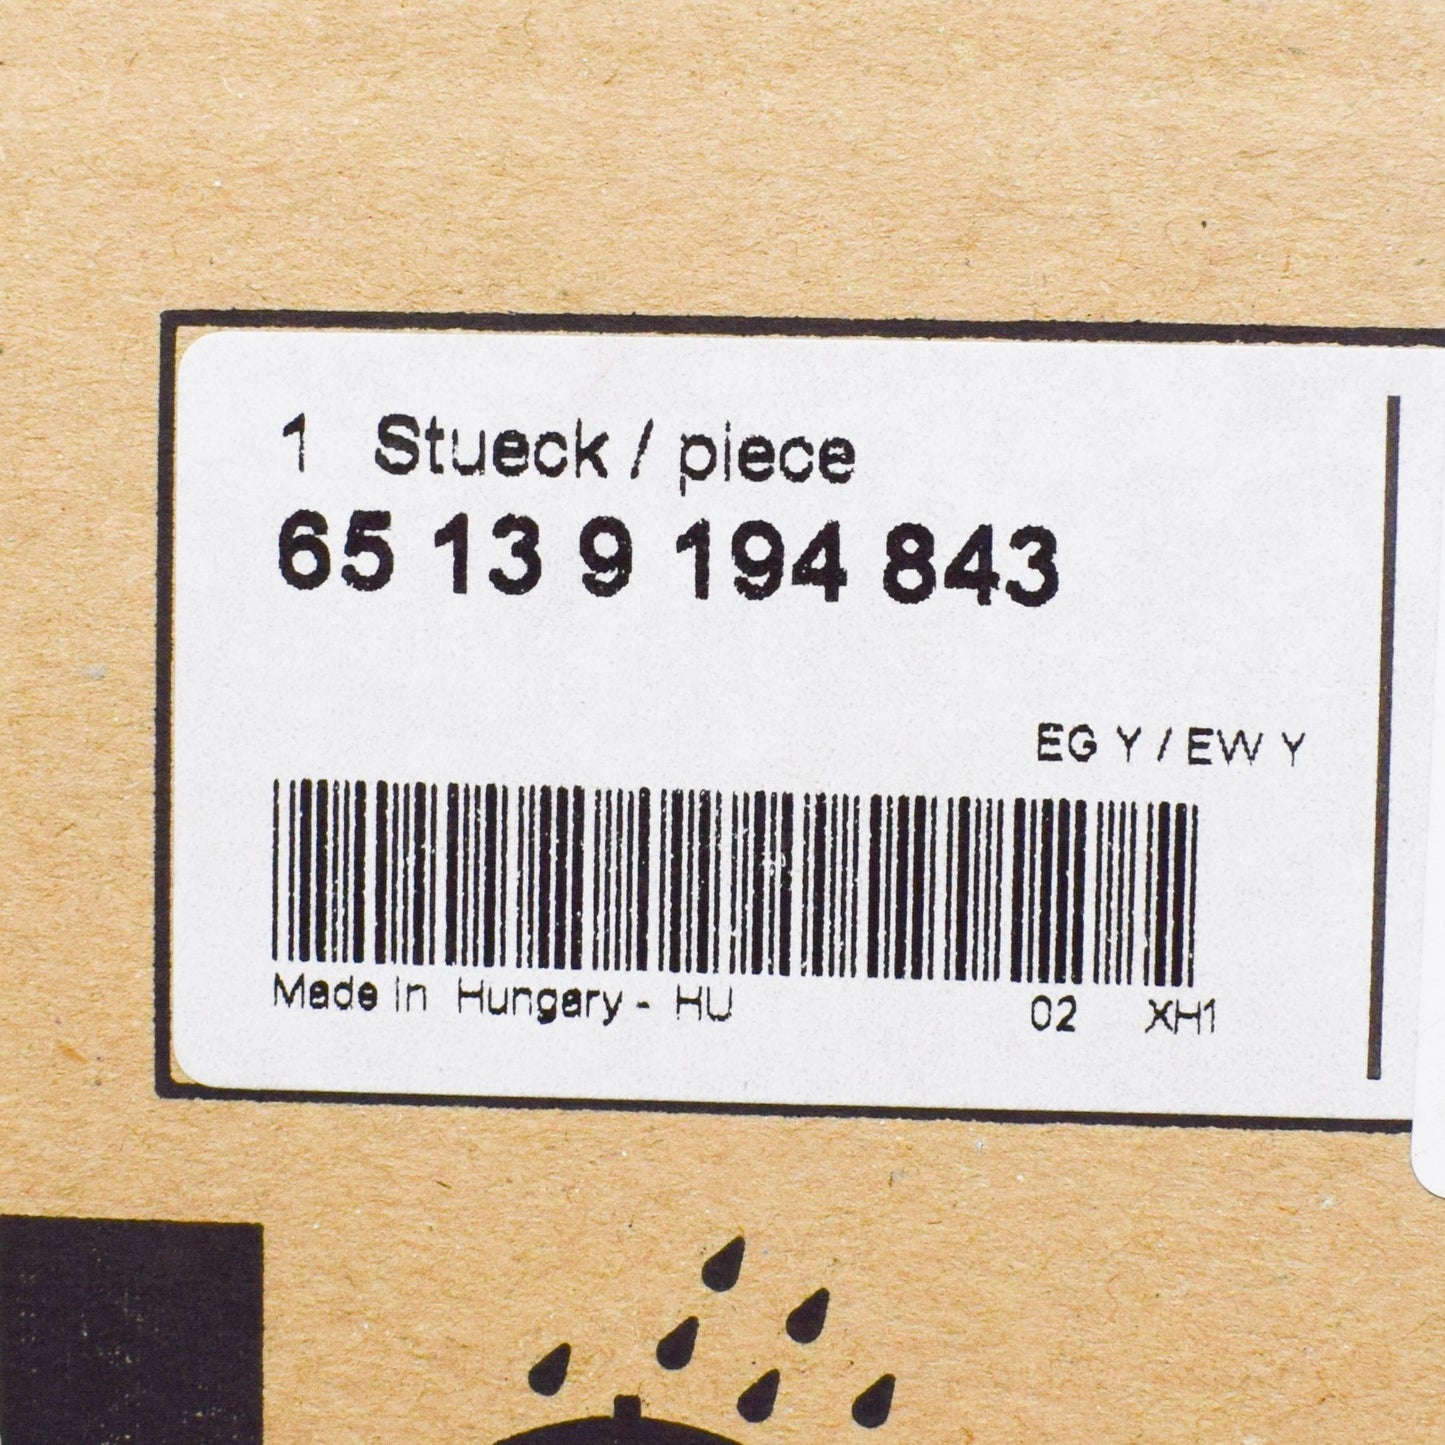 1 Stueck / piece
65 13 9 194 843
EG Y / EW Y
Made in Hungary - HU 02 XH1